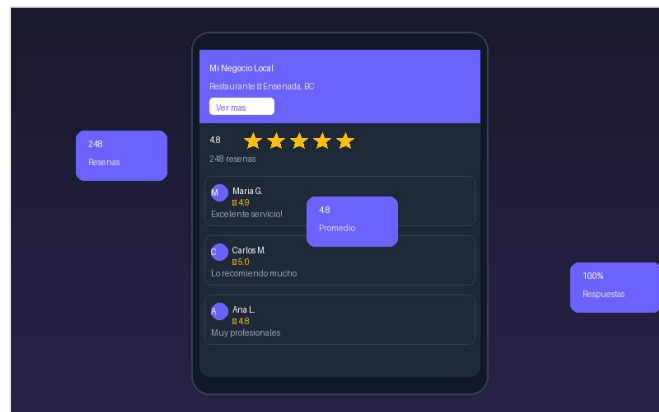 Mi Negocio Local
Restaurante Ensenada, BC
Ver mas
4.8
248 resenas
Maria G.
4.9
Excelente servicio!
Carlos M.
5.0
Lo recomiendo mucho
Ana L.
4.8
Muy profesionales
248
Resenas
4.8
Promedio
100%
Respuestas